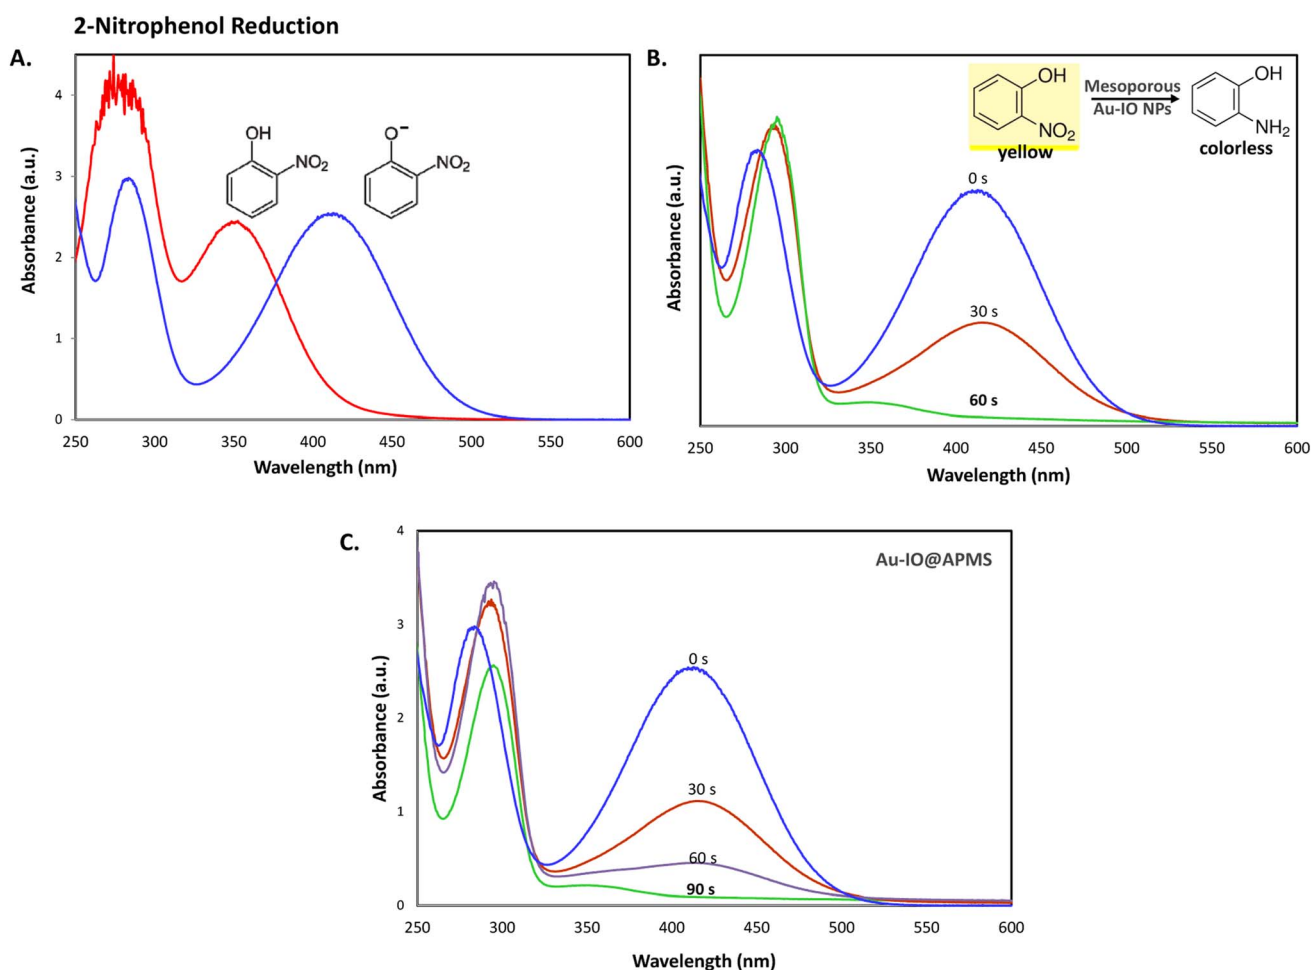 2-Nitrophenol Reduction
A.
4
3
2
1
0
Absorbance (a.u.)
OH
NO₂
O⁻
NO₂
250 300 350 400 450 500 550 600
Wavelength (nm)
B.
Absorbance (a.u.)
OH
NO₂
yellow
Mesoporous
Au-IO NPs
OH
NH₂
colorless
0 s
30 s
60 s
250 300 350 400 450 500 550 600
Wavelength (nm)
C.
4
3
2
1
0
Absorbance (a.u.)
Au-IO@APMS
0 s
30 s
60 s
90 s
250 300 350 400 450 500 550 600
Wavelength (nm)